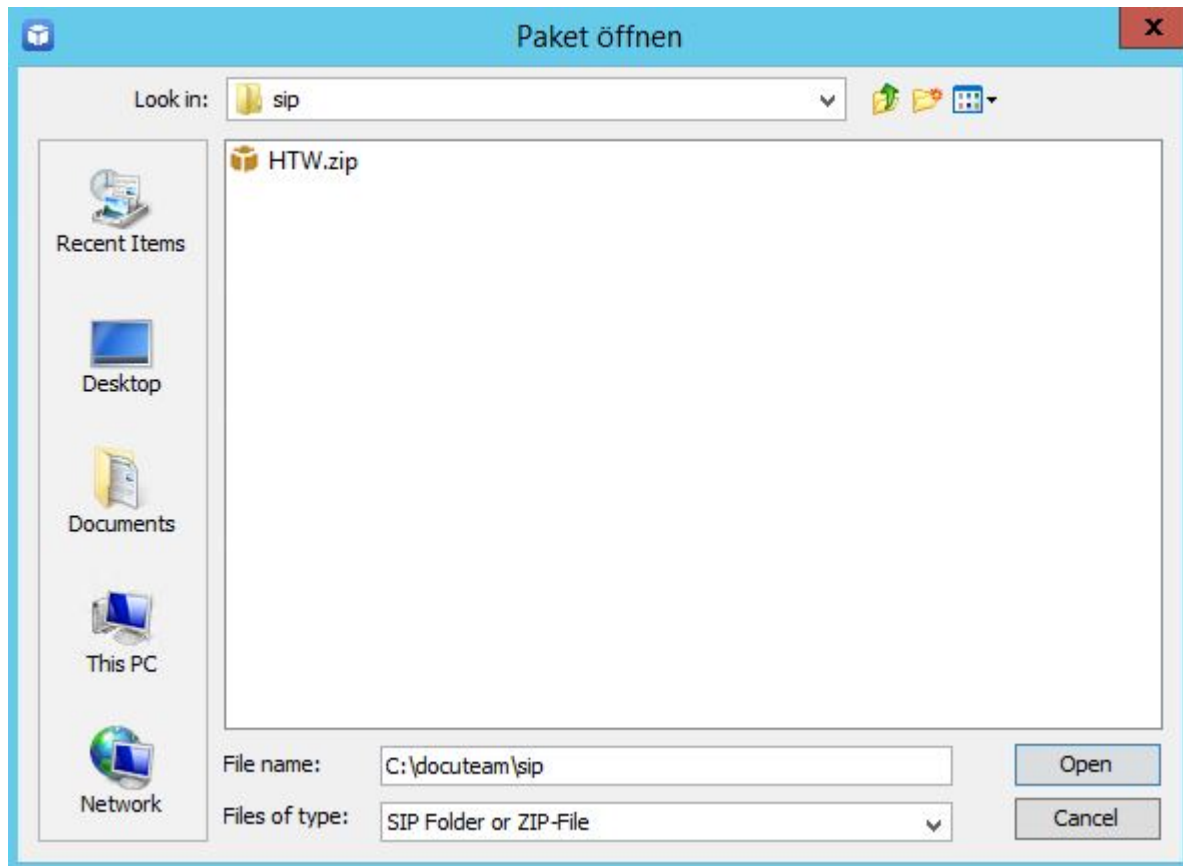 Paket öffnen
x
Look in:
sip
HTW.zip
Recent Items
Desktop
Documents
This PC
Network
File name:
C:\docuteam\sip
Open
Files of type:
SIP Folder or ZIP-File
Cancel